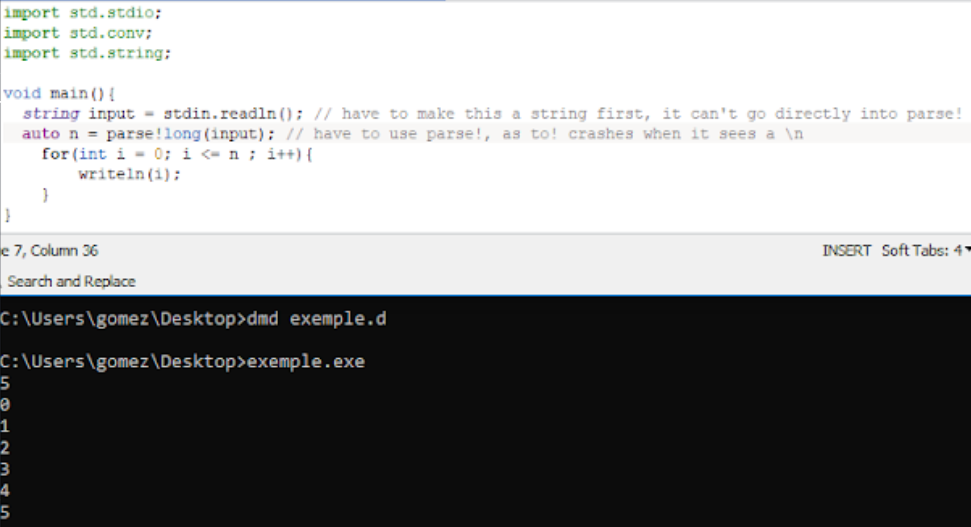 import std.stdio;
import std.conv;
import std.string;
void main(){
string input = stdin.readln(); // have to make this a string first, it can't go directly into parse!
auto n = parse!long(input); // have to use parse!, as to! crashes when it sees a \n
for(int i = 0; i <= n ; i++){
writeln(i);
}
}
e 7, Column 36 INSERT Soft Tabs: 4
Search and Replace
C:\Users\gomez\Desktop>dmd exemple.d
C:\Users\gomez\Desktop>exemple.exe
5
0
1
2
3
4
5